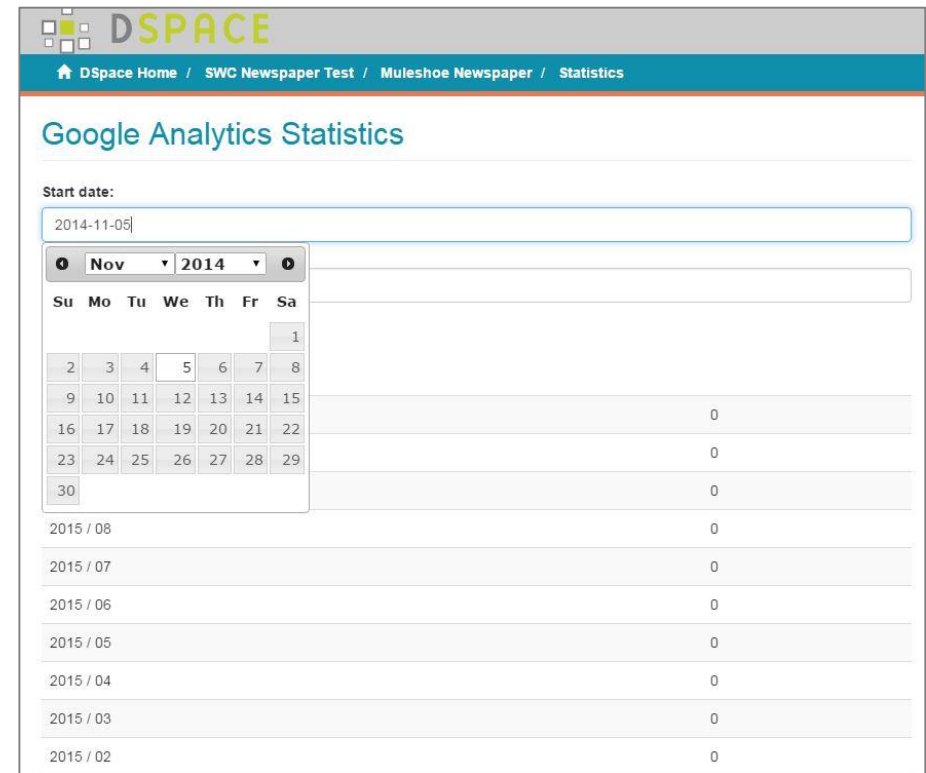 DSPACE
DSpace Home / SWC Newspaper Test / Muleshoe Newspaper / Statistics
Google Analytics Statistics
Start date:
2014-11-05
Nov 2014
Su Mo Tu We Th Fr Sa
1
2 3 4 5 6 7 8
9 10 11 12 13 14 15
0
16 17 18 19 20 21 22
23 24 25 26 27 28 29
0
30
0
2015 / 08 0
2015 / 07 0
2015 / 06 0
2015 / 05 0
2015 / 04 0
2015 / 03 0
2015 / 02 0